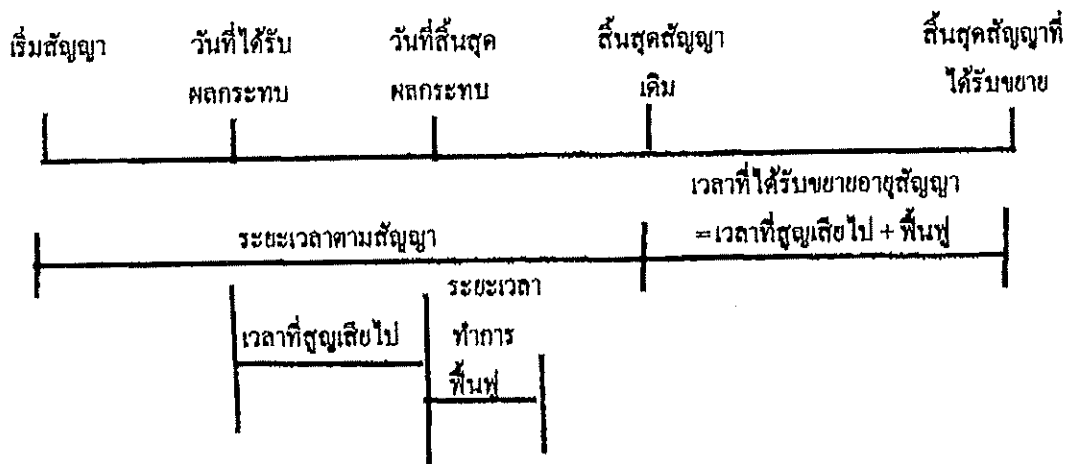 เริ่มสัญญา
วันที่ได้รับ
ผลกระทบ
วันที่สิ้นสุด
ผลกระทบ
สิ้นสุดสัญญา
เดิม
สิ้นสุดสัญญาที่
ได้รับขยาย
เวลาที่ได้รับขยายอายุสัญญา
=เวลาที่สูญเสียไป + ฟื้นฟู
ระยะเวลาตามสัญญา
ระยะเวลา
ทำการ
ฟื้นฟู
เวลาที่สูญเสียไป